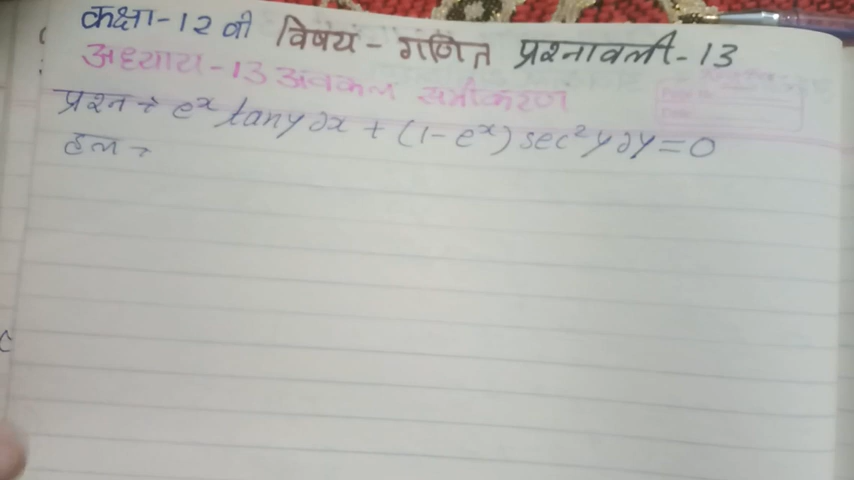 कक्षा-12 वी विषय - गणित प्रश्नावली-13
अध्याय-13 अवकल समीकरण
प्रश्न → e^x tany ∂x + (1-e^x) sec²y ∂y = 0
हल →